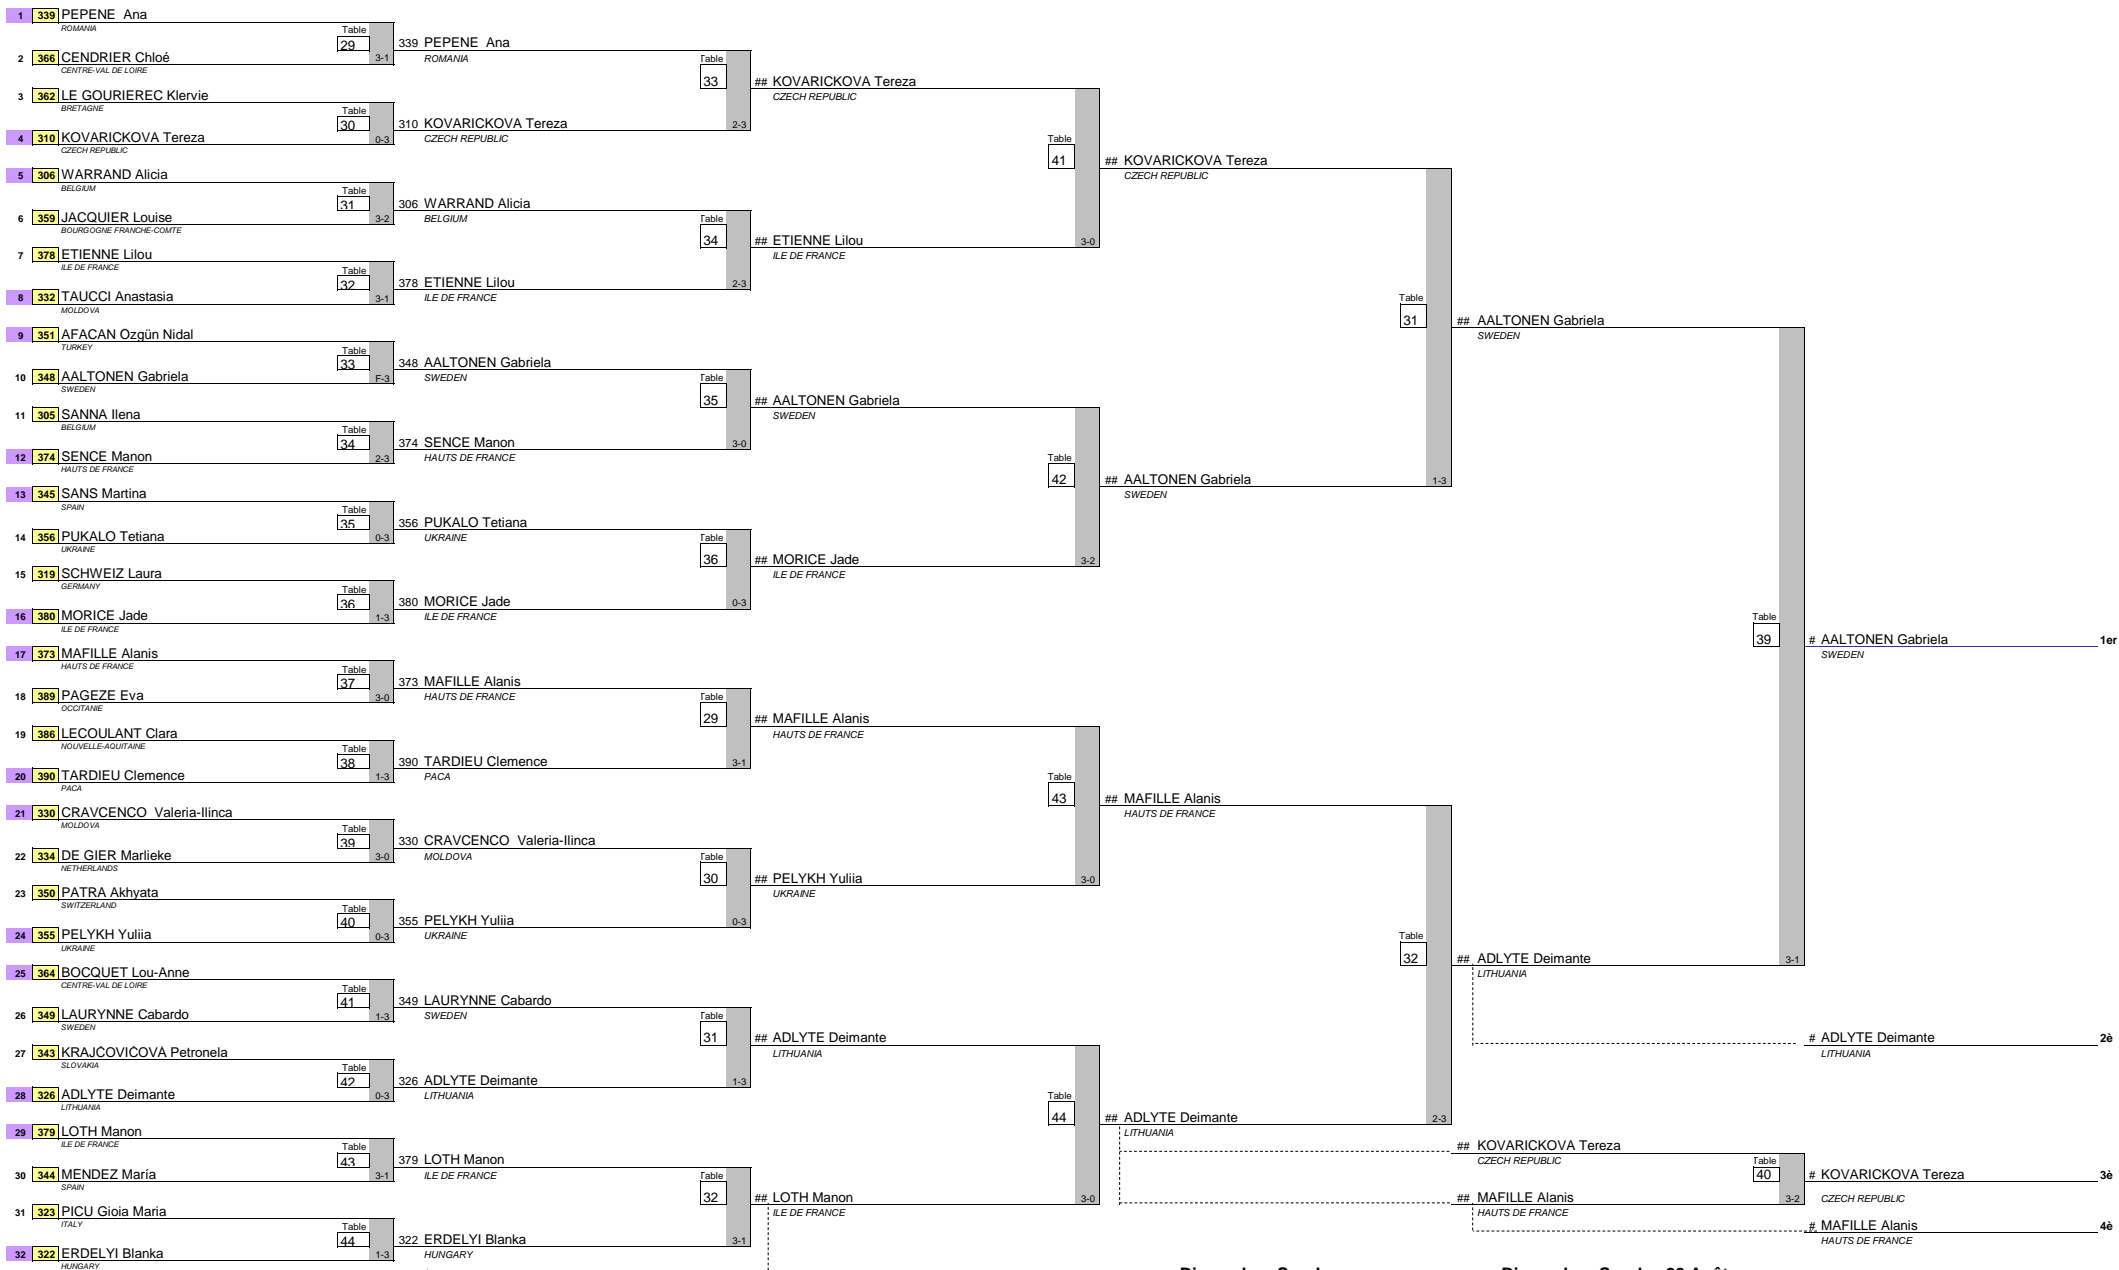 1 339 PEPENE Ana
ROMANIA
Table
29
3-1
2 366 CENDRIER Chloé
CENTRE-VAL DE LOIRE
3 362 LE GOURIEREC Klervie
BRETAGNE
Table
30
0-3
4 310 KOVARICKOVA Tereza
CZECH REPUBLIC
5 306 WARRAND Alicia
BELGIUM
Table
31
3-2
6 359 JACQUIER Louise
BOURGOGNE FRANCHE-COMTE
7 378 ETIENNE Lilou
ILE DE FRANCE
Table
32
3-1
8 332 TAUCCI Anastasia
MOLDOVA
9 351 AFACAN Özgün Nidal
TURKEY
Table
33
F-3
10 348 AALTONEN Gabriela
SWEDEN
11 305 SANNA Ilena
BELGIUM
Table
34
2-3
12 374 SENCE Manon
HAUTS DE FRANCE
13 345 SANS Martina
SPAIN
Table
35
0-3
14 356 PUKALO Tetiana
UKRAINE
15 319 SCHWEIZ Laura
GERMANY
Table
36
1-3
16 380 MORICE Jade
ILE DE FRANCE
17 373 MAFILLE Alanis
HAUTS DE FRANCE
Table
37
3-0
18 389 PAGEZE Eva
OCCITANIE
19 386 LECOULANT Clara
NOUVELLE-AQUITAINE
Table
38
1-3
20 390 TARDIEU Clemence
PACA
21 330 CRAVCENCO Valeria-Ilinca
MOLDOVA
Table
39
3-0
22 334 DE GIER Marlieke
NETHERLANDS
23 350 PATRA Akhyata
SWITZERLAND
Table
40
0-3
24 355 PELYKH Yuliia
UKRAINE
25 364 BOCQUET Lou-Anne
CENTRE-VAL DE LOIRE
Table
41
1-3
26 349 LAURYNNE Cabardo
SWEDEN
27 343 KRAJČOVIČOVÁ Petronela
SLOVAKIA
Table
42
0-3
28 326 ADLYTE Deimante
LITHUANIA
29 379 LOTH Manon
ILE DE FRANCE
Table
43
3-1
30 344 MENDEZ María
SPAIN
31 323 PICU Gioia Maria
ITALY
Table
44
1-3
32 322 ERDELYI Blanka
HUNGARY
339 PEPENE Ana
ROMANIA
Table
33
2-3
310 KOVARICKOVA Tereza
CZECH REPUBLIC
306 WARRAND Alicia
BELGIUM
Table
34
2-3
378 ETIENNE Lilou
ILE DE FRANCE
348 AALTONEN Gabriela
SWEDEN
Table
35
3-0
374 SENCE Manon
HAUTS DE FRANCE
356 PUKALO Tetiana
UKRAINE
Table
36
0-3
380 MORICE Jade
ILE DE FRANCE
373 MAFILLE Alanis
HAUTS DE FRANCE
Table
29
3-1
390 TARDIEU Clemence
PACA
330 CRAVCENCO Valeria-Ilinca
MOLDOVA
Table
30
0-3
355 PELYKH Yuliia
UKRAINE
349 LAURYNNE Cabardo
SWEDEN
Table
31
1-3
326 ADLYTE Deimante
LITHUANIA
379 LOTH Manon
ILE DE FRANCE
Table
32
3-1
322 ERDELYI Blanka
HUNGARY
## KOVARICKOVA Tereza
CZECH REPUBLIC
Table
41
3-0
## ETIENNE Lilou
ILE DE FRANCE
## AALTONEN Gabriela
SWEDEN
Table
42
3-2
## MORICE Jade
ILE DE FRANCE
## MAFILLE Alanis
HAUTS DE FRANCE
Table
43
3-0
## PELYKH Yuliia
UKRAINE
## ADLYTE Deimante
LITHUANIA
Table
44
3-0
## LOTH Manon
ILE DE FRANCE
## KOVARICKOVA Tereza
CZECH REPUBLIC
Table
31
1-3
## AALTONEN Gabriela
SWEDEN
## MAFILLE Alanis
HAUTS DE FRANCE
Table
32
2-3
## ADLYTE Deimante
LITHUANIA
## AALTONEN Gabriela
SWEDEN
Table
39
3-1
## ADLYTE Deimante
LITHUANIA
# AALTONEN Gabriela 1er
SWEDEN
# ADLYTE Deimante 2è
LITHUANIA
## KOVARICKOVA Tereza
CZECH REPUBLIC
Table
40
3-2
## MAFILLE Alanis
HAUTS DE FRANCE
# KOVARICKOVA Tereza 3è
CZECH REPUBLIC
# MAFILLE Alanis 4è
HAUTS DE FRANCE